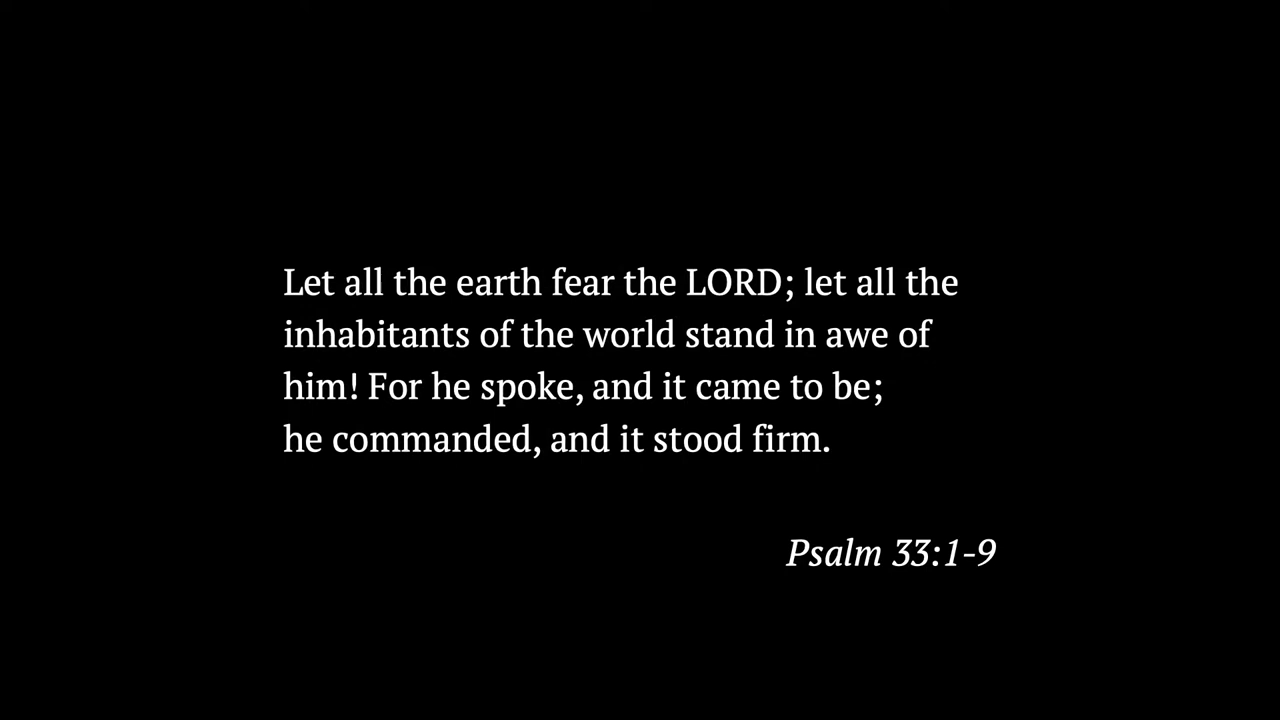 Let all the earth fear the LORD; let all the
inhabitants of the world stand in awe of
him! For he spoke, and it came to be;
he commanded, and it stood firm.
Psalm 33:1-9